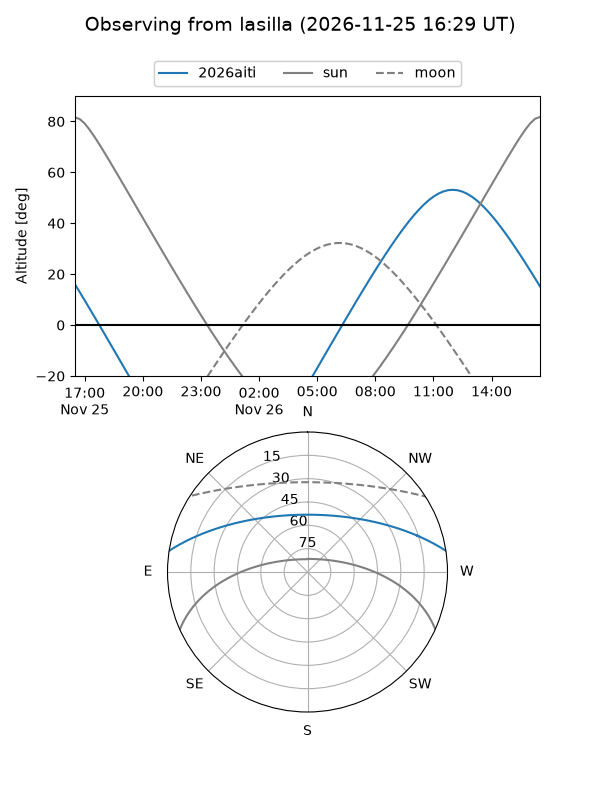 Observing from lasilla (2026-11-25 16:29 UT)
2026aiti sun moon
Altitude [deg]
80
60
40
20
0
−20
17:00 20:00 23:00 02:00 05:00 08:00 11:00 14:00
Nov 25 Nov 26
N
NE NW
15
30
45
60
75
E W
SE SW
S